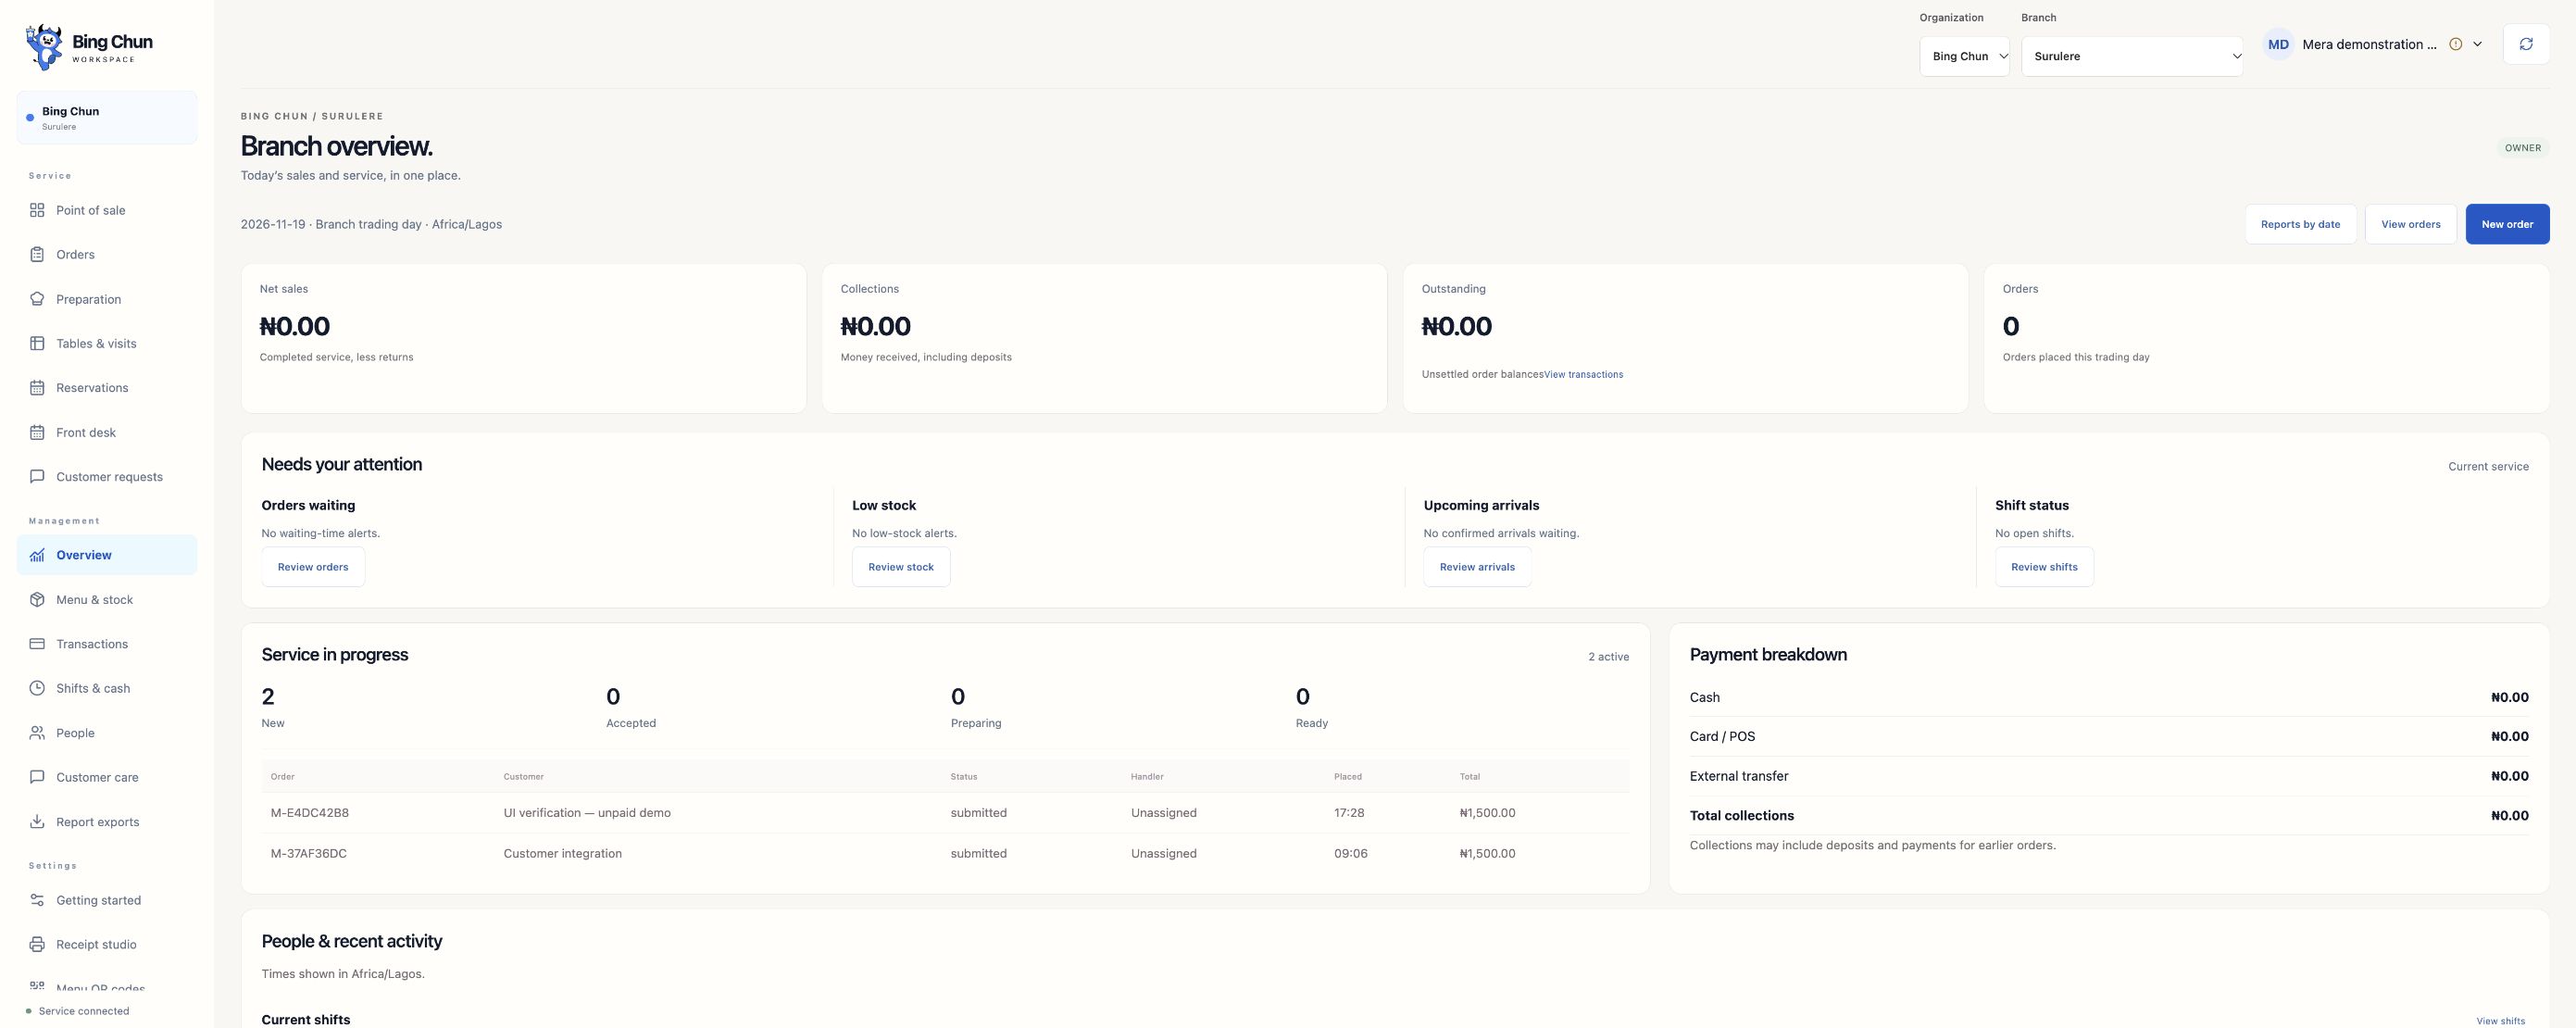 Bing Chun
WORKSPACE
Bing Chun
Surulere
Service
Point of sale
Orders
Preparation
Tables & visits
Reservations
Front desk
Customer requests
Management
Overview
Menu & stock
Transactions
Shifts & cash
People
Customer care
Report exports
Settings
Getting started
Receipt studio
Menu QR codes
Service connected
Organization
Branch
Bing Chun
Surulere
MD
Mera demonstration ...
BING CHUN / SURULERE
Branch overview.
OWNER
Today's sales and service, in one place.
2026-11-19 · Branch trading day · Africa/Lagos
Reports by date
View orders
New order
Net sales
₦0.00
Completed service, less returns
Collections
₦0.00
Money received, including deposits
Outstanding
₦0.00
Unsettled order balancesView transactions
Orders
0
Orders placed this trading day
Needs your attention
Current service
Orders waiting
No waiting-time alerts.
Review orders
Low stock
No low-stock alerts.
Review stock
Upcoming arrivals
No confirmed arrivals waiting.
Review arrivals
Shift status
No open shifts.
Review shifts
Service in progress
2 active
2
New
0
Accepted
0
Preparing
0
Ready
Order Customer Status Handler Placed Total
M-E4DC42B8 UI verification — unpaid demo submitted Unassigned 17:28 ₦1,500.00
M-37AF36DC Customer integration submitted Unassigned 09:06 ₦1,500.00
Payment breakdown
Cash ₦0.00
Card / POS ₦0.00
External transfer ₦0.00
Total collections ₦0.00
Collections may include deposits and payments for earlier orders.
People & recent activity
Times shown in Africa/Lagos.
Current shifts
View shifts